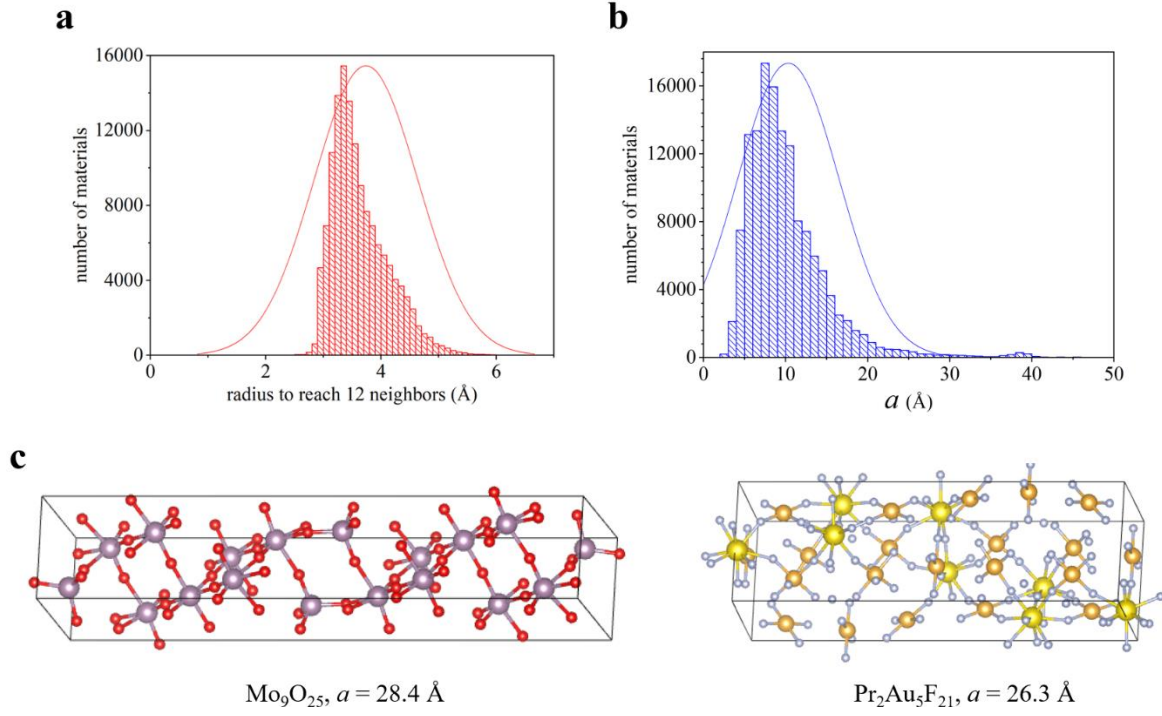 a
16000
12000
8000
4000
0
number of materials
0 2 4 6
radius to reach 12 neighbors (Å)
b
16000
12000
8000
4000
0
number of materials
0 10 20 30 40 50
a (Å)
c
Mo₉O₂₅, a = 28.4 Å
Pr₂Au₅F₂₁, a = 26.3 Å